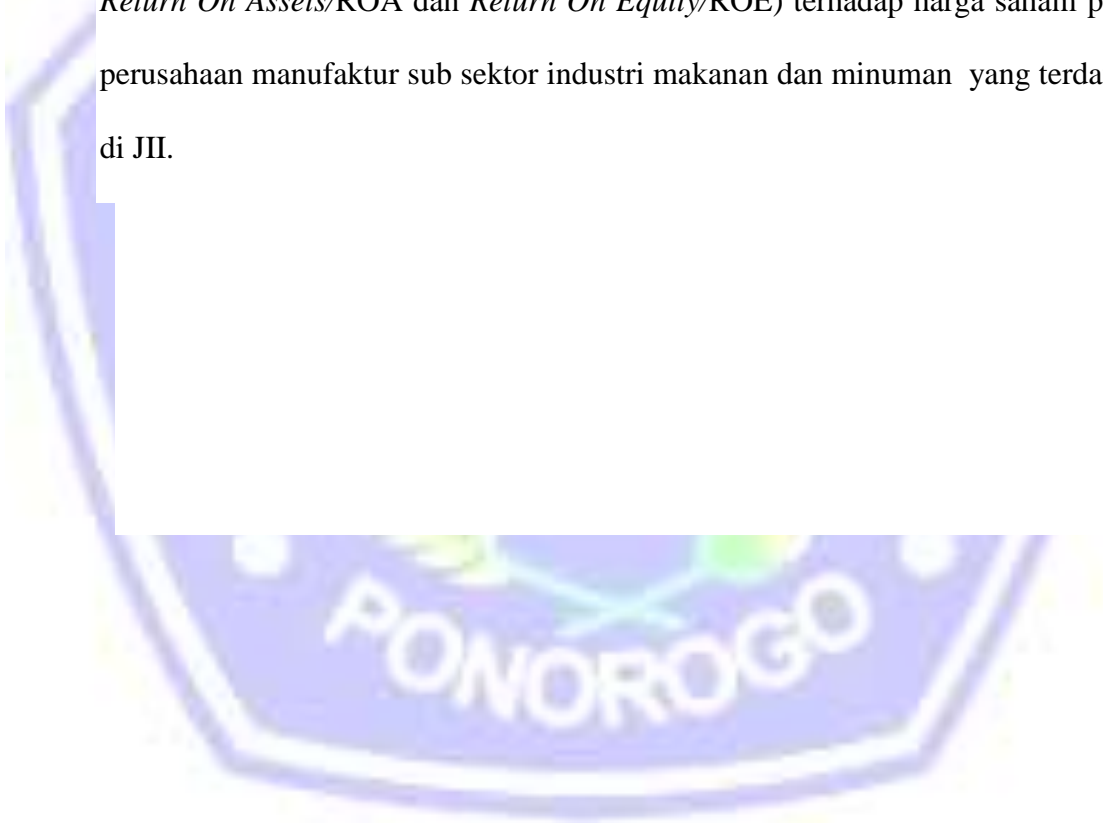 Return On Assets/ROA dan Return On Equity/ROE) terhadap harga saham p
perusahaan manufaktur sub sektor industri makanan dan minuman yang terda
di JII.
PONOROGO